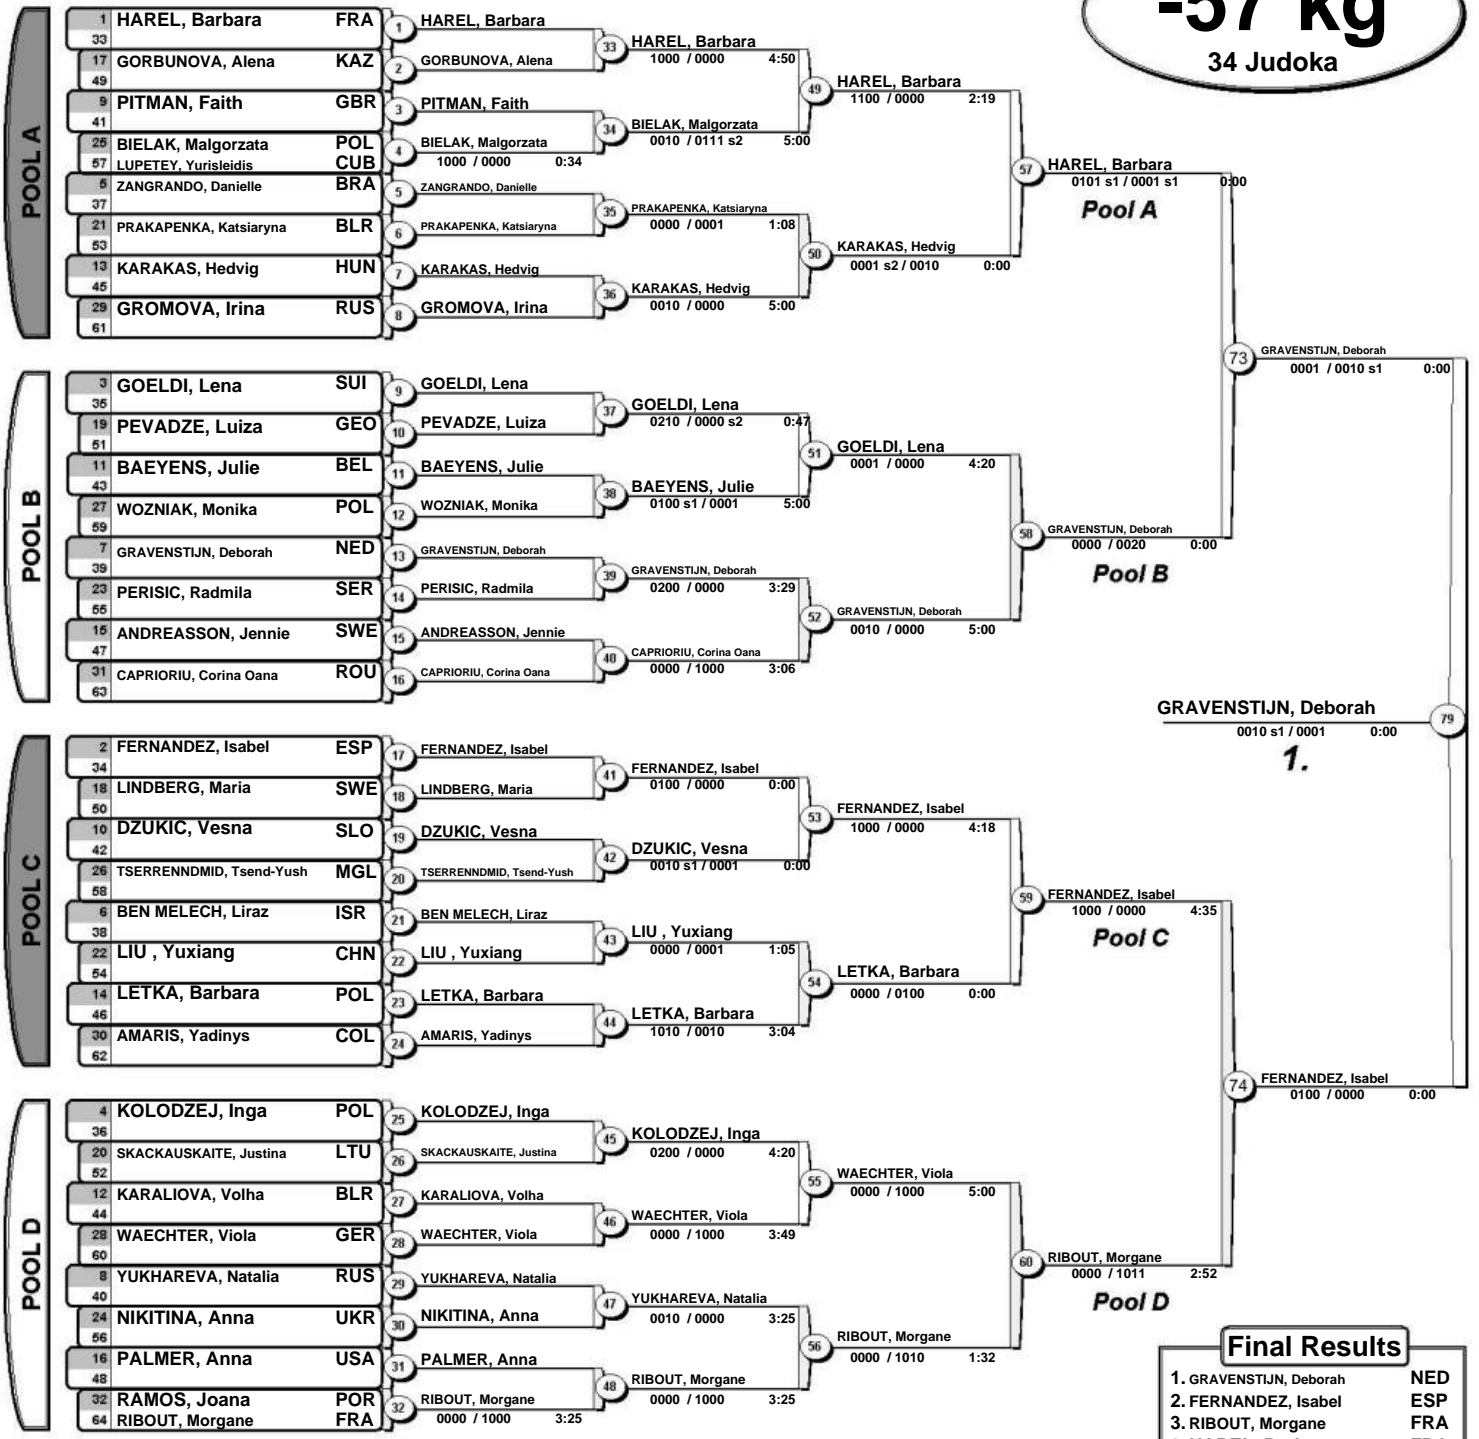 -57 kg
34 Judoka
POOL A
1 HAREL, Barbara FRA
33
17 GORBUNOVA, Alena KAZ
49
9 PITMAN, Faith GBR
41
25 BIELAK, Malgorzata POL
57 LUPETEY, Yurisleidis CUB
5 ZANGRANDO, Danielle BRA
37
21 PRAKAPENKA, Katsiaryna BLR
53
13 KARAKAS, Hedvig HUN
45
29 GROMOVA, Irina RUS
61
1 HAREL, Barbara
2 GORBUNOVA, Alena
3 PITMAN, Faith
4 BIELAK, Malgorzata
1000 / 0000 0:34
5 ZANGRANDO, Danielle
6 PRAKAPENKA, Katsiaryna
7 KARAKAS, Hedvig
8 GROMOVA, Irina
33 HAREL, Barbara
1000 / 0000 4:50
34 BIELAK, Malgorzata
0010 / 0111 s2 5:00
35 PRAKAPENKA, Katsiaryna
0000 / 0001 1:08
36 KARAKAS, Hedvig
0010 / 0000 5:00
49 HAREL, Barbara
1100 / 0000 2:19
50 KARAKAS, Hedvig
0001 s2 / 0010 0:00
57 HAREL, Barbara
0101 s1 / 0001 s1 0:00
Pool A
POOL B
3 GOELDI, Lena SUI
35
19 PEVADZE, Luiza GEO
51
11 BAEYENS, Julie BEL
43
27 WOZNIAK, Monika POL
59
7 GRAVENSTIJN, Deborah NED
39
23 PERISIC, Radmila SER
55
15 ANDREASSON, Jennie SWE
47
31 CAPRIORIU, Corina Oana ROU
63
9 GOELDI, Lena
10 PEVADZE, Luiza
11 BAEYENS, Julie
12 WOZNIAK, Monika
13 GRAVENSTIJN, Deborah
14 PERISIC, Radmila
15 ANDREASSON, Jennie
16 CAPRIORIU, Corina Oana
37 GOELDI, Lena
0210 / 0000 s2 0:47
38 BAEYENS, Julie
0100 s1 / 0001 5:00
39 GRAVENSTIJN, Deborah
0200 / 0000 3:29
40 CAPRIORIU, Corina Oana
0000 / 1000 3:06
51 GOELDI, Lena
0001 / 0000 4:20
52 GRAVENSTIJN, Deborah
0010 / 0000 5:00
58 GRAVENSTIJN, Deborah
0000 / 0020 0:00
Pool B
73 GRAVENSTIJN, Deborah
0001 / 0010 s1 0:00
GRAVENSTIJN, Deborah 79
0010 s1 / 0001 0:00
1.
POOL C
2 FERNANDEZ, Isabel ESP
34
18 LINDBERG, Maria SWE
50
10 DZUKIC, Vesna SLO
42
26 TSERRENNDMID, Tsend-Yush MGL
58
6 BEN MELECH, Liraz ISR
38
22 LIU , Yuxiang CHN
54
14 LETKA, Barbara POL
46
30 AMARIS, Yadinys COL
62
17 FERNANDEZ, Isabel
18 LINDBERG, Maria
19 DZUKIC, Vesna
20 TSERRENNDMID, Tsend-Yush
21 BEN MELECH, Liraz
22 LIU , Yuxiang
23 LETKA, Barbara
24 AMARIS, Yadinys
41 FERNANDEZ, Isabel
0100 / 0000 0:00
42 DZUKIC, Vesna
0010 s1 / 0001 0:00
43 LIU , Yuxiang
0000 / 0001 1:05
44 LETKA, Barbara
1010 / 0010 3:04
53 FERNANDEZ, Isabel
1000 / 0000 4:18
54 LETKA, Barbara
0000 / 0100 0:00
59 FERNANDEZ, Isabel
1000 / 0000 4:35
Pool C
POOL D
4 KOLODZEJ, Inga POL
36
20 SKACKAUSKAITE, Justina LTU
52
12 KARALIOVA, Volha BLR
44
28 WAECHTER, Viola GER
60
8 YUKHAREVA, Natalia RUS
40
24 NIKITINA, Anna UKR
56
16 PALMER, Anna USA
48
32 RAMOS, Joana POR
64 RIBOUT, Morgane FRA
25 KOLODZEJ, Inga
26 SKACKAUSKAITE, Justina
27 KARALIOVA, Volha
28 WAECHTER, Viola
29 YUKHAREVA, Natalia
30 NIKITINA, Anna
31 PALMER, Anna
32 RIBOUT, Morgane
0000 / 1000 3:25
45 KOLODZEJ, Inga
0200 / 0000 4:20
46 WAECHTER, Viola
0000 / 1000 3:49
47 YUKHAREVA, Natalia
0010 / 0000 3:25
48 RIBOUT, Morgane
0000 / 1000 3:25
55 WAECHTER, Viola
0000 / 1000 5:00
56 RIBOUT, Morgane
0000 / 1010 1:32
60 RIBOUT, Morgane
0000 / 1011 2:52
Pool D
74 FERNANDEZ, Isabel
0100 / 0000 0:00
Final Results
1. GRAVENSTIJN, Deborah NED
2. FERNANDEZ, Isabel ESP
3. RIBOUT, Morgane FRA